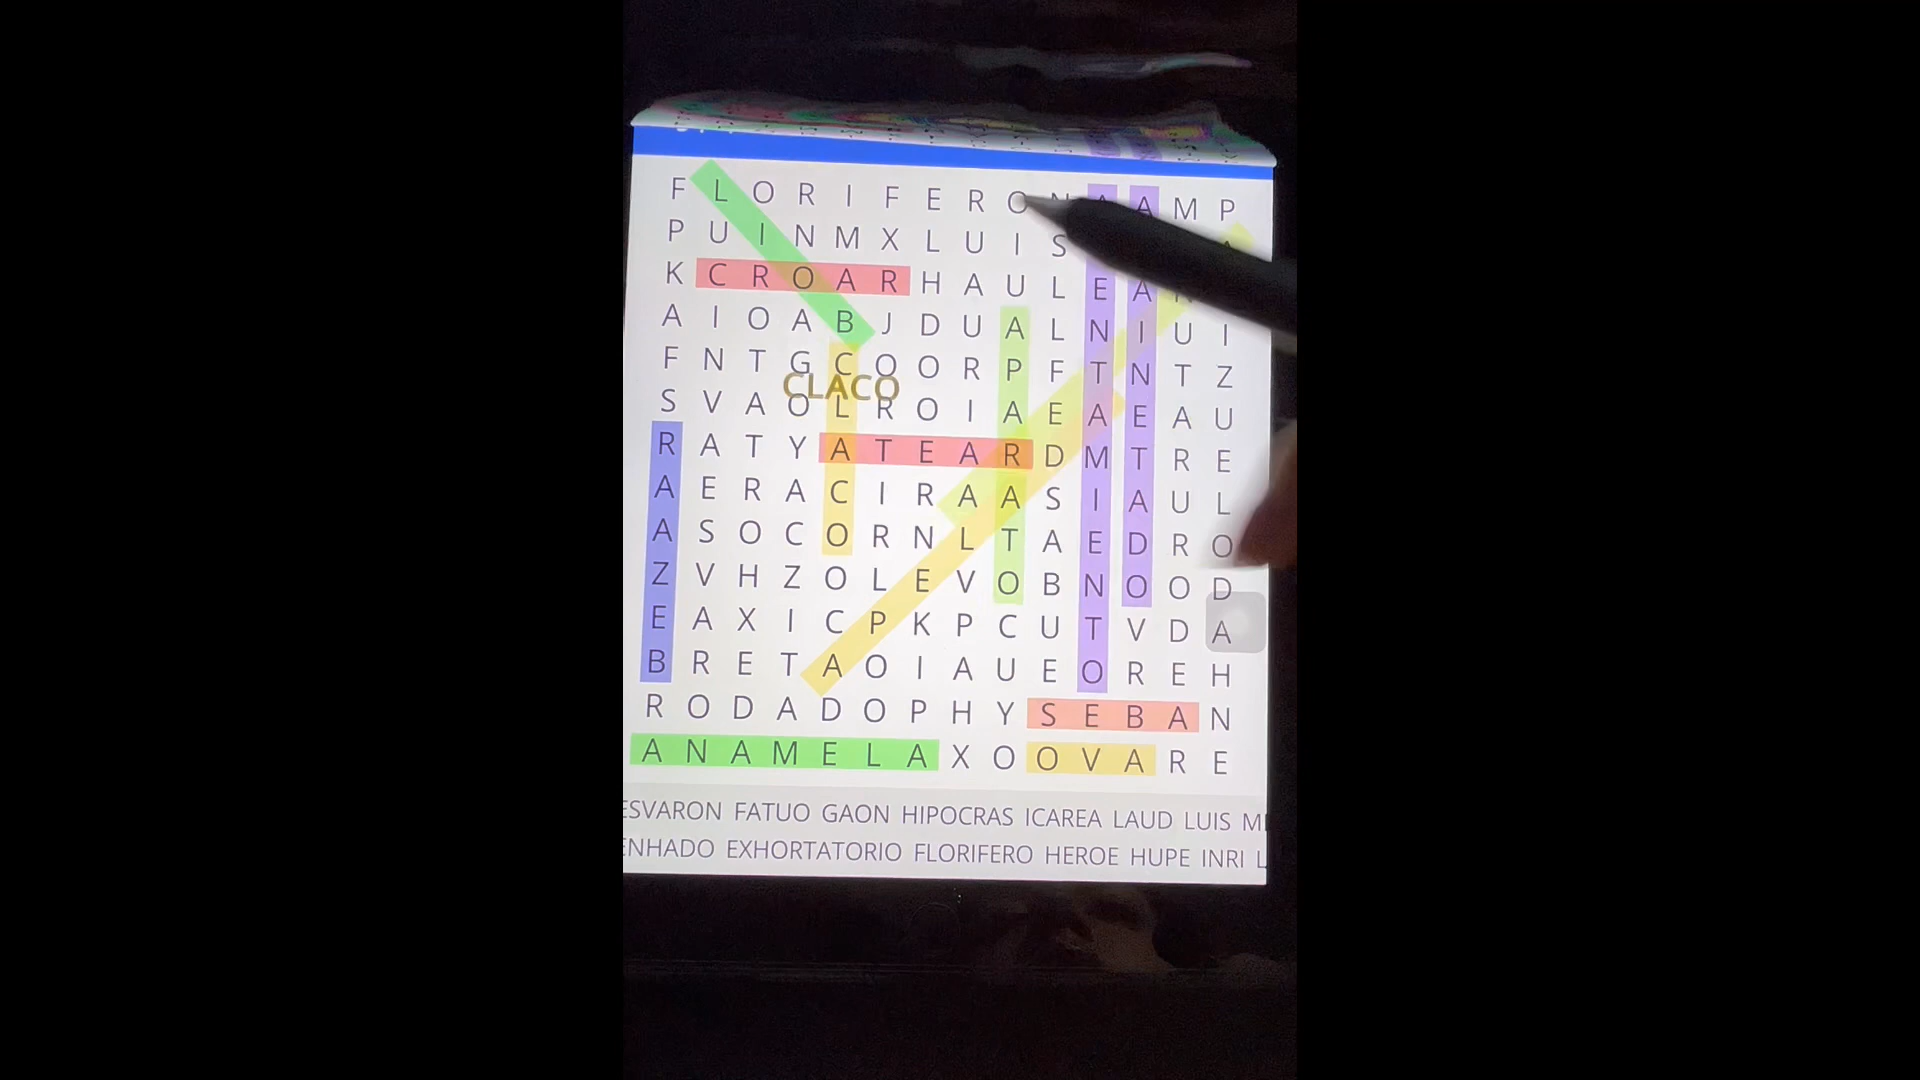 F L O R I F E R O N A A M P
P U I N M X L U I S
K C R O A R H A U L E A
A I O A B J D U A L N I U I
F N T G C O O R P F T N T Z
CLACO
S V A O L R O I A E A E A U
R A T Y A T E A R D M T R E
A E R A C I R A A S I A U L
A S O C O R N L T A E D R O
Z V H Z O L E V O B N O O D
E A X I C P K P C U T V D A
B R E T A O I A U E O R E H
R O D A D O P H Y S E B A N
A N A M E L A X O O V A R E
ESVARON FATUO GAON HIPOCRAS ICAREA LAUD LUIS
ENHADO EXHORTATORIO FLORIFERO HEROE HUPE INRI L